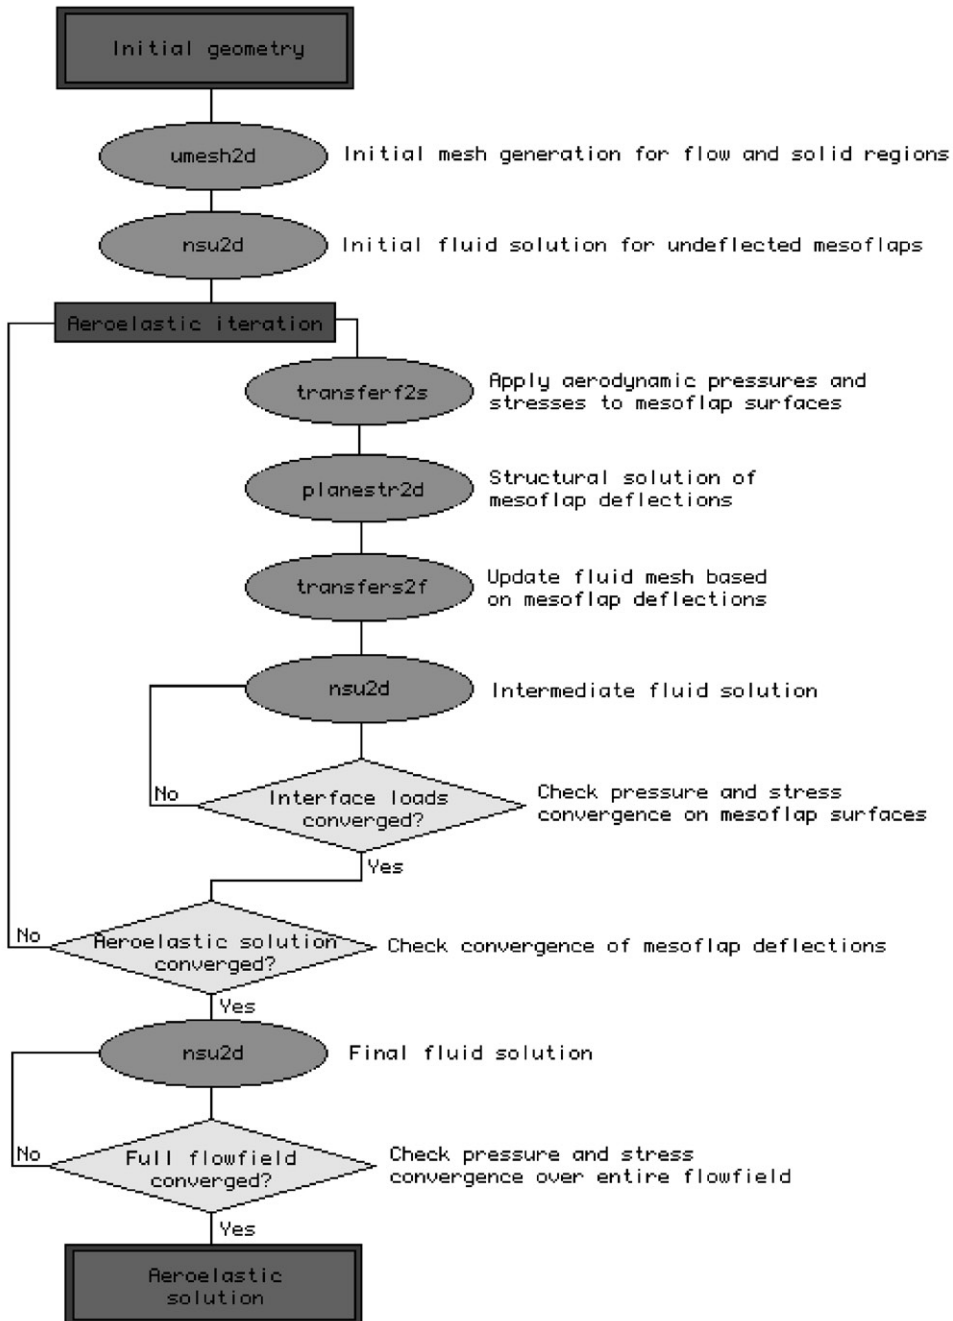 Initial geometry
umesh2d
Initial mesh generation for flow and solid regions
nsu2d
Initial fluid solution for undeflected mesoflaps
Aeroelastic iteration
transferf2s
Apply aerodynamic pressures and
stresses to mesoflap surfaces
planestr2d
Structural solution of
mesoflap deflections
transfers2f
Update fluid mesh based
on mesoflap deflections
nsu2d
Intermediate fluid solution
No
Interface loads
converged?
Check pressure and stress
convergence on mesoflap surfaces
Yes
No
Aeroelastic solution
converged?
Check convergence of mesoflap deflections
Yes
nsu2d
Final fluid solution
No
Full flowfield
converged?
Check pressure and stress
convergence over entire flowfield
Yes
Aeroelastic
solution